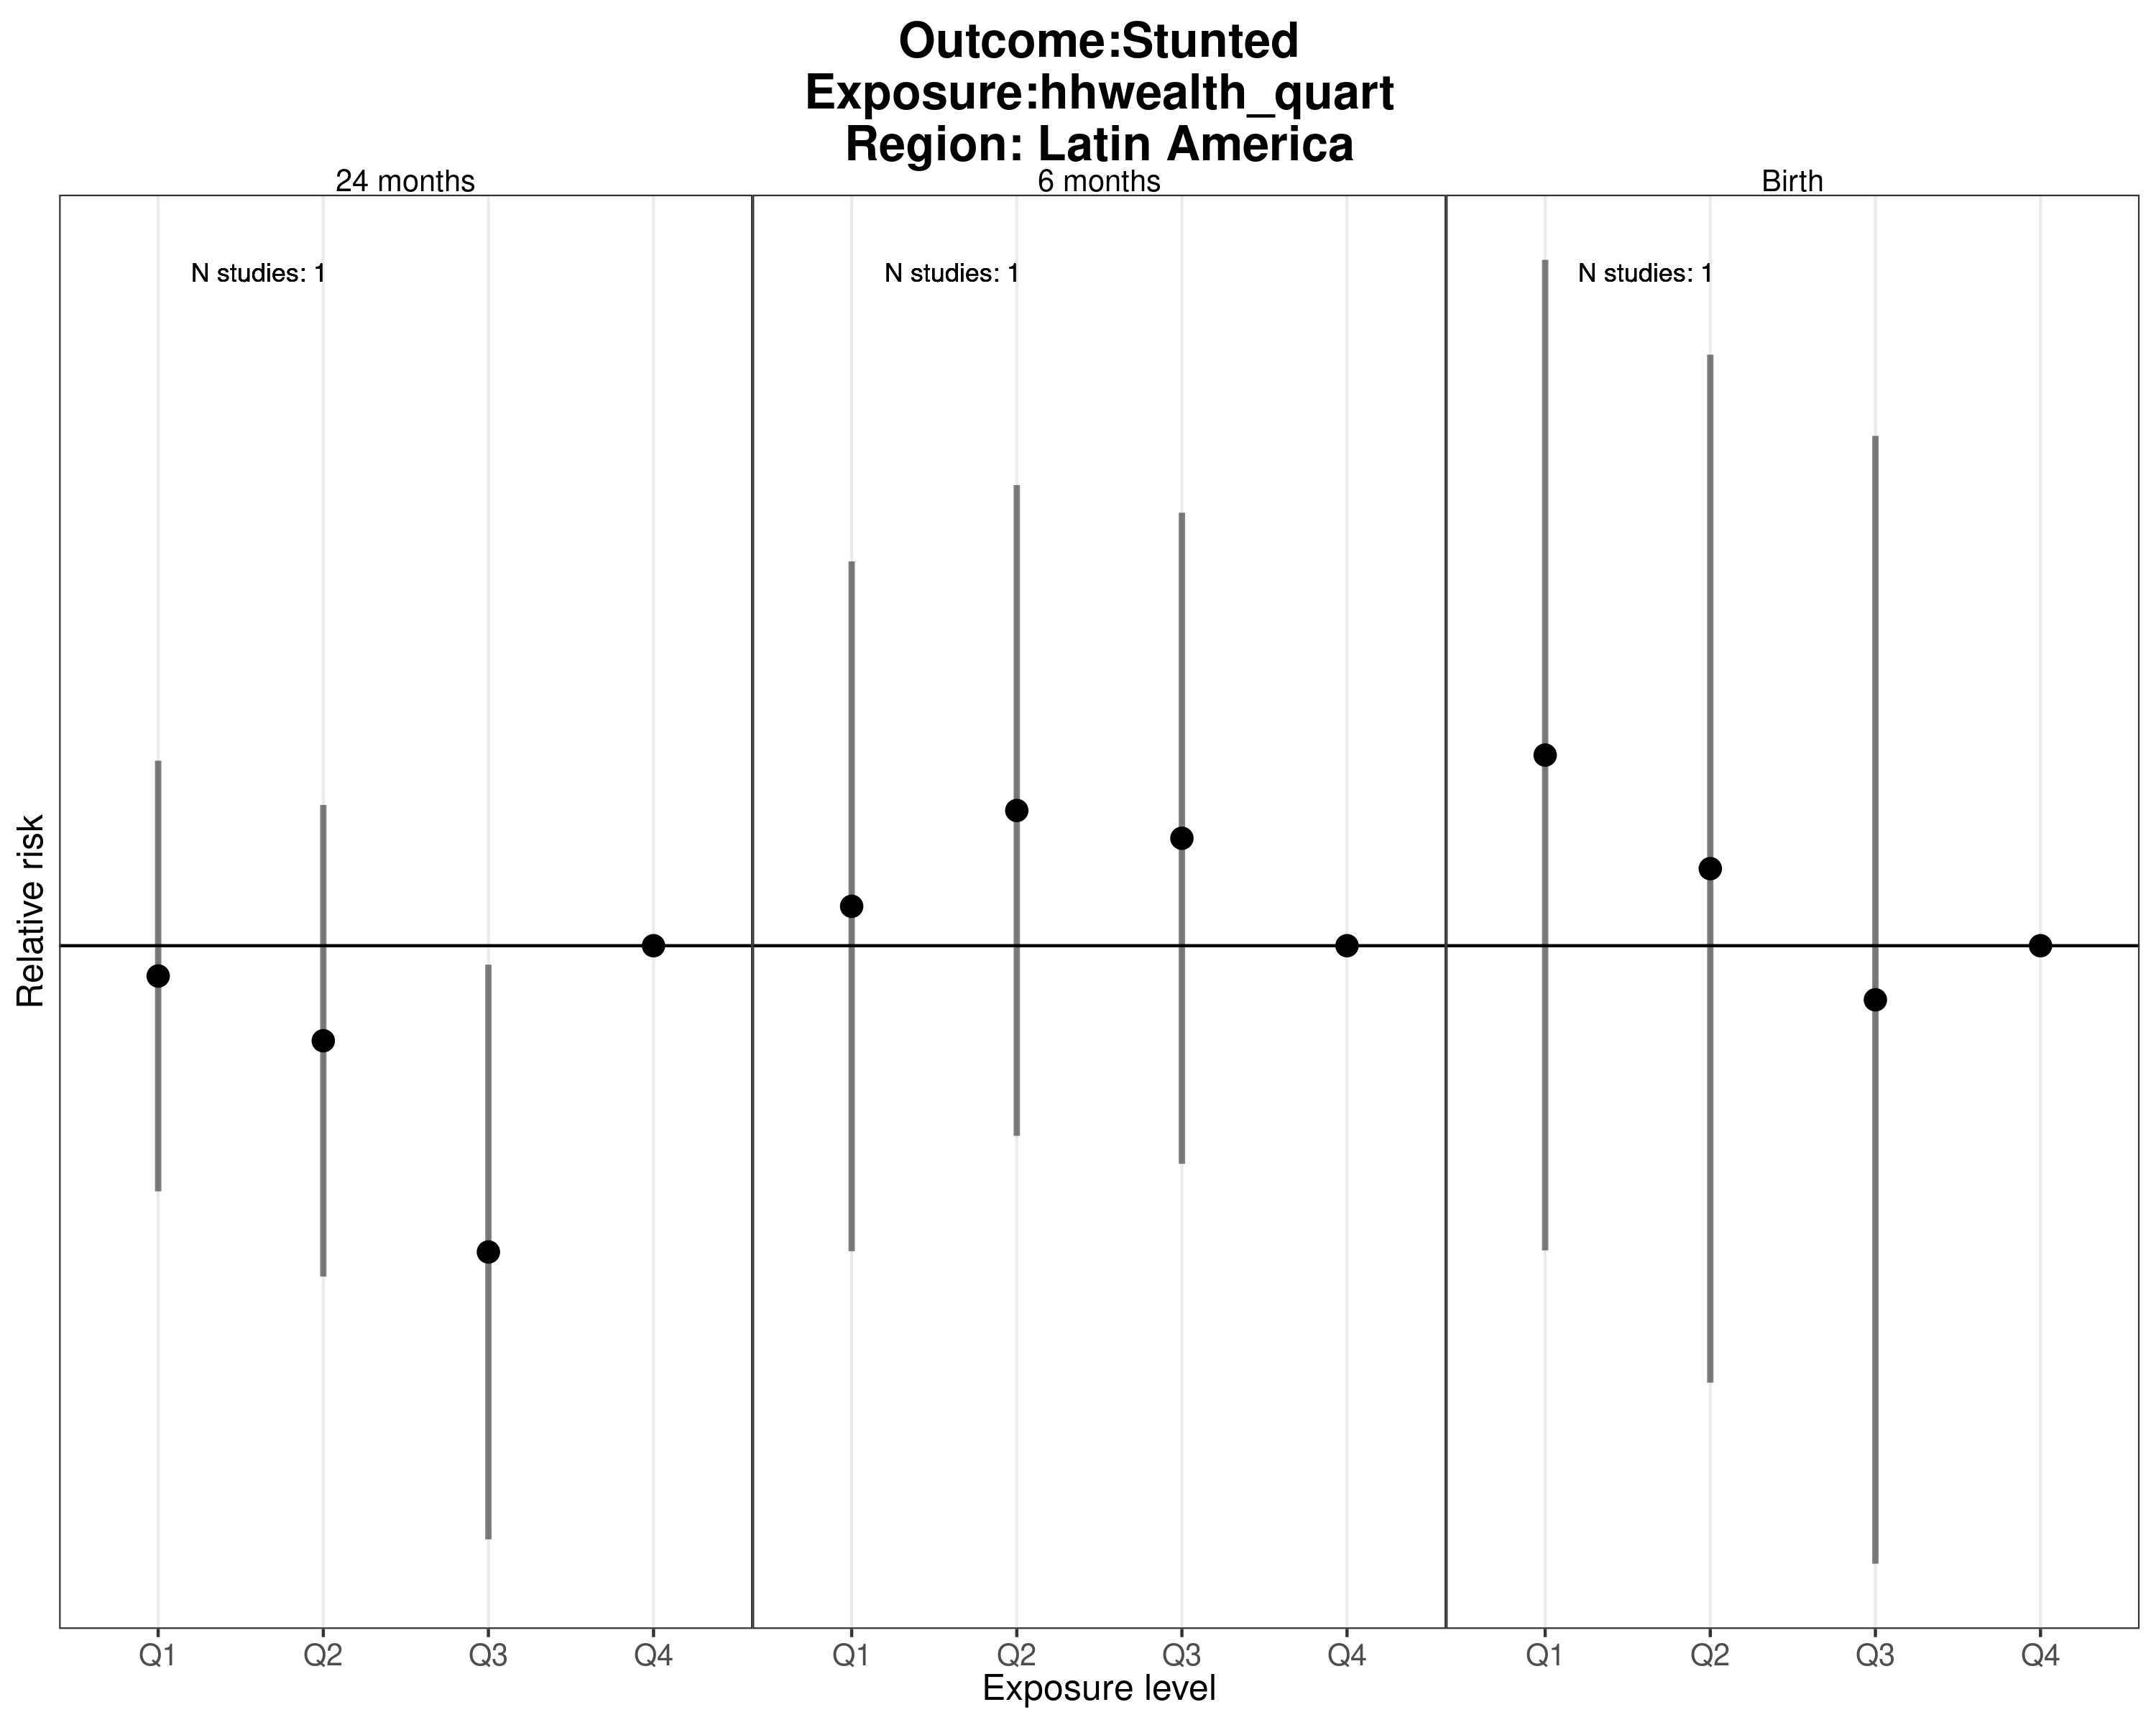 Outcome:Stunted
Exposure:hhwealth_quart
Region: Latin America
24 months
6 months
Birth
N studies: 1
N studies: 1
N studies: 1
Relative risk
Q1
Q2
Q3
Q4
Q1
Q2
Q3
Q4
Q1
Q2
Q3
Q4
Exposure level